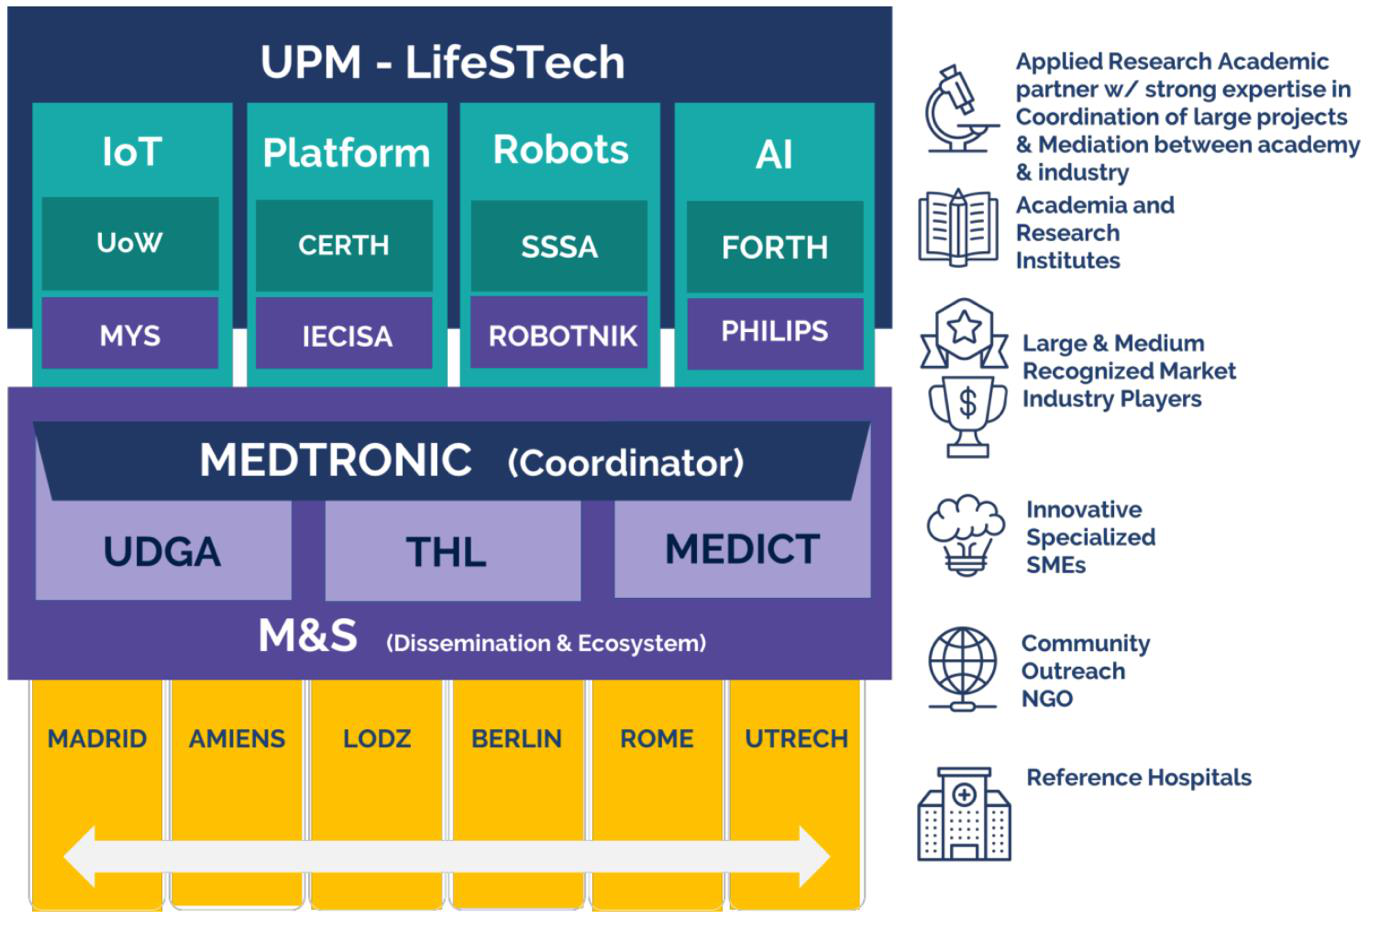 UPM - LifeSTech
IoT
Platform
Robots
AI
UoW
CERTH
SSSA
FORTH
MYS
IECISA
ROBOTNIK
PHILIPS
MEDTRONIC (Coordinator)
UDGA
THL
MEDICT
M&S (Dissemination & Ecosystem)
MADRID
AMIENS
LODZ
BERLIN
ROME
UTRECH
Applied Research Academic
partner w/ strong expertise in
Coordination of large projects
& Mediation between academy
& industry
Academia and
Research
Institutes
Large & Medium
Recognized Market
Industry Players
$
Innovative
Specialized
SMEs
Community
Outreach
NGO
Reference Hospitals